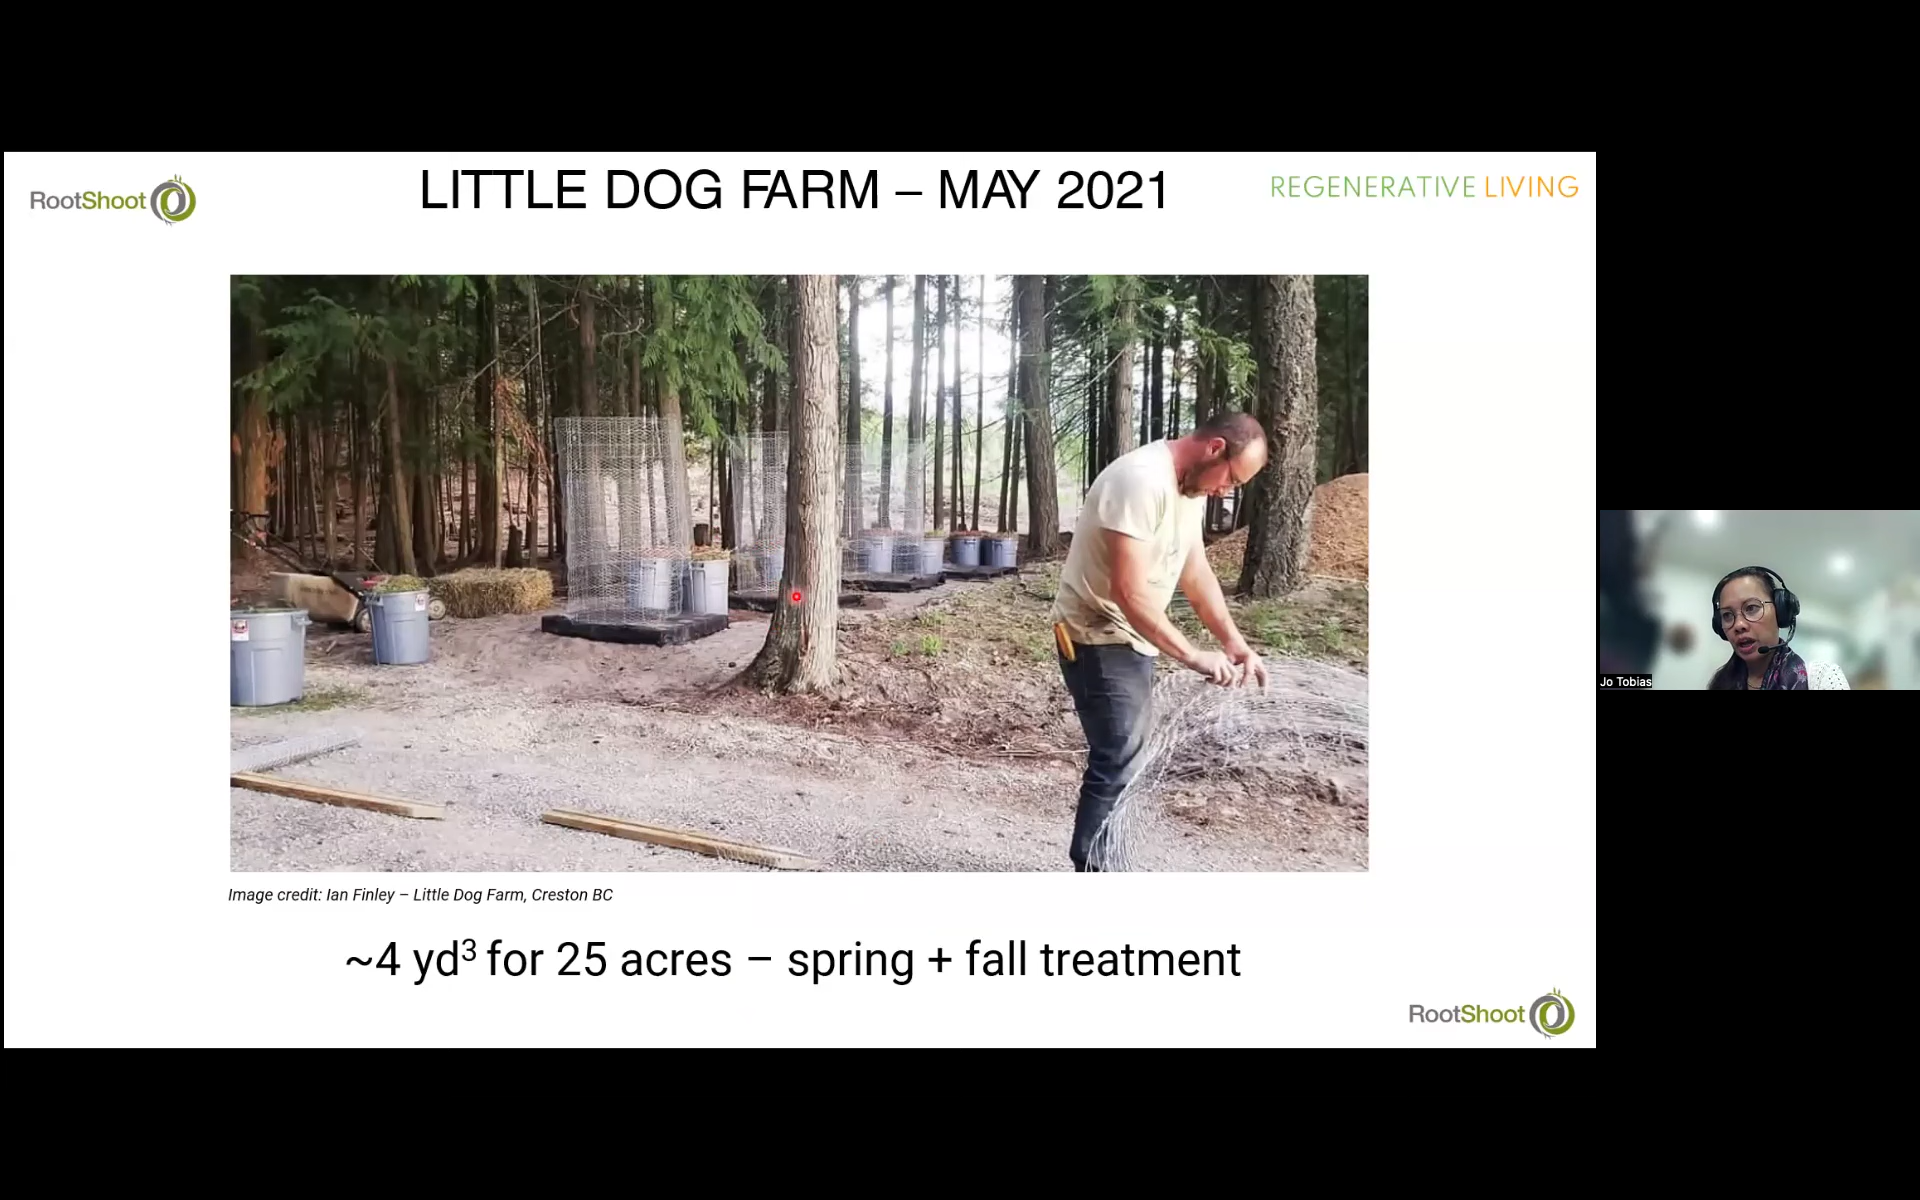 RootShoot
LITTLE DOG FARM – MAY 2021
REGENERATIVE LIVING
Image credit: Ian Finley – Little Dog Farm, Creston BC
~4 yd³ for 25 acres – spring + fall treatment
RootShoot
Jo Tobias